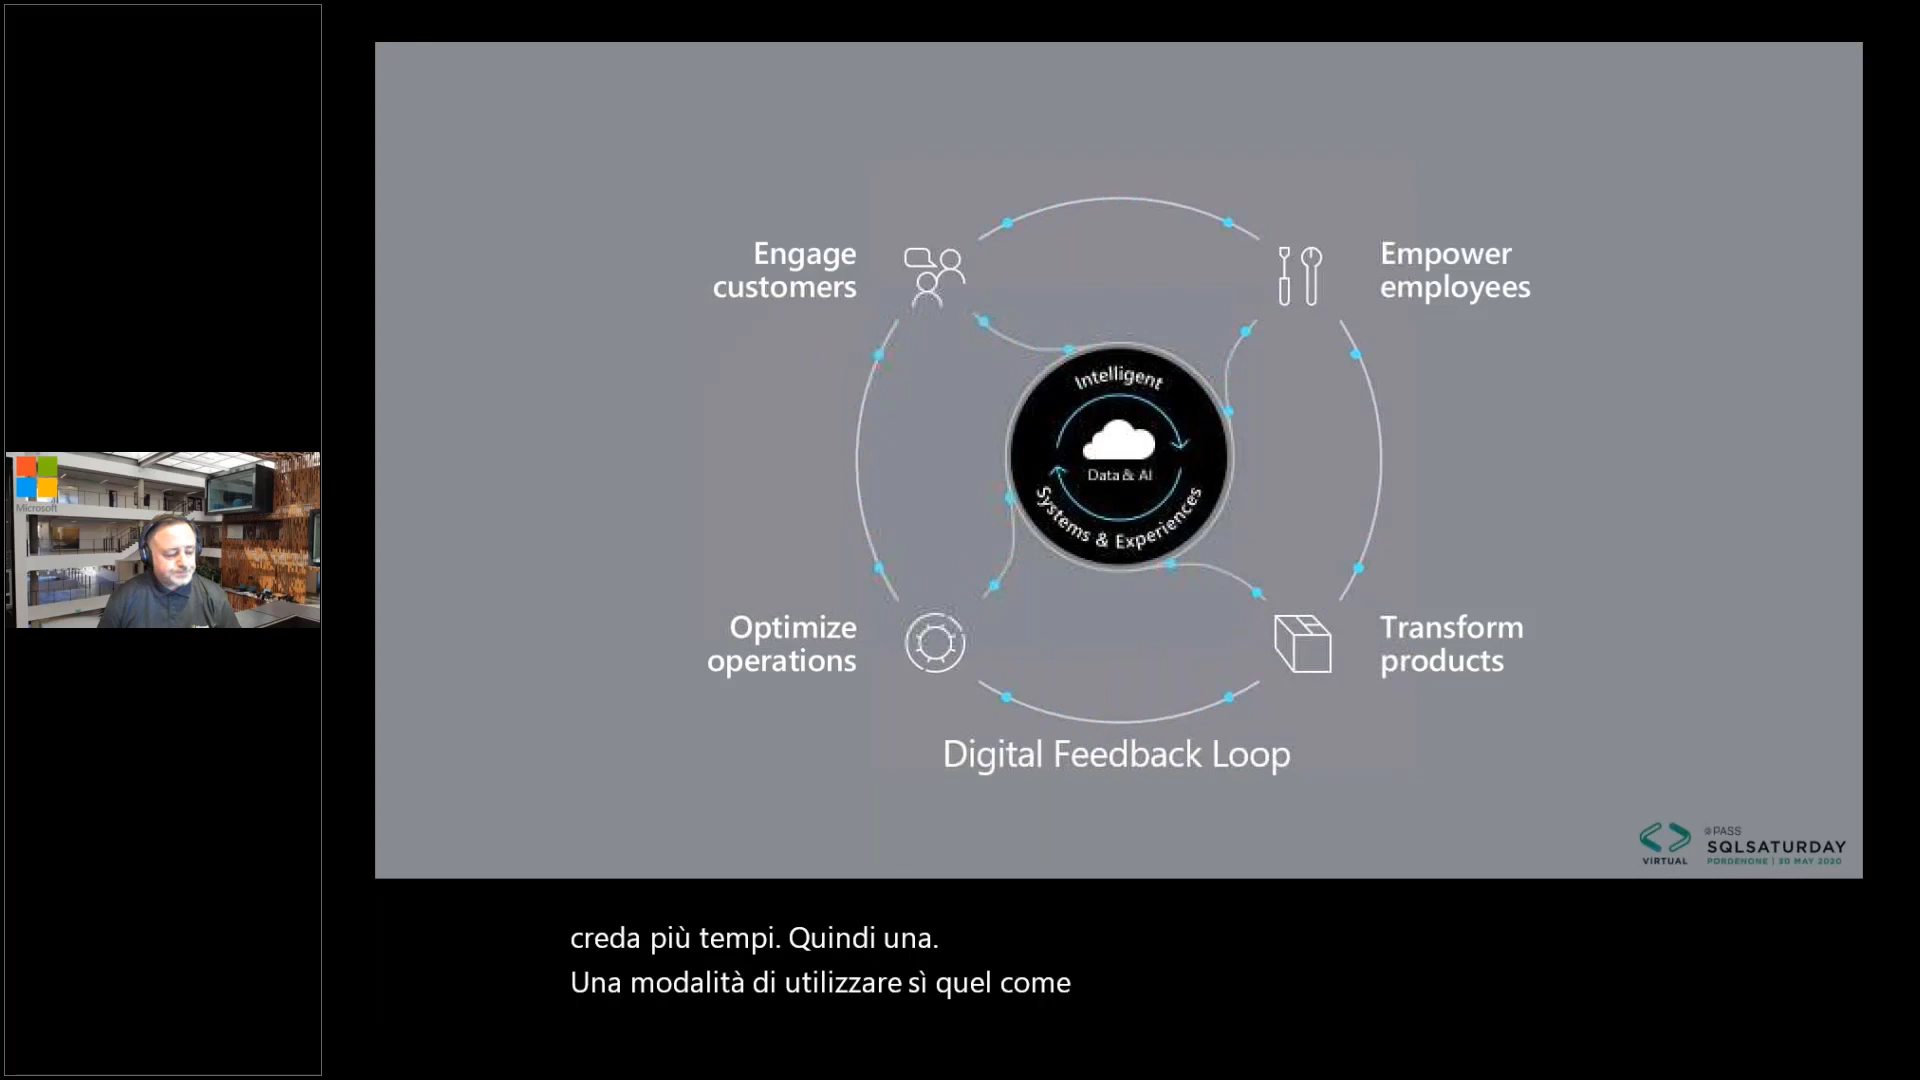 Engage
customers
Empower
employees
Intelligent
Data & AI
Systems & Experiences
Optimize
operations
Transform
products
Digital Feedback Loop
Microsoft
VIRTUAL
PASS
SQLSATURDAY
PORDENONE | 30 MAY 2020
creda più tempi. Quindi una.
Una modalità di utilizzare sì quel come